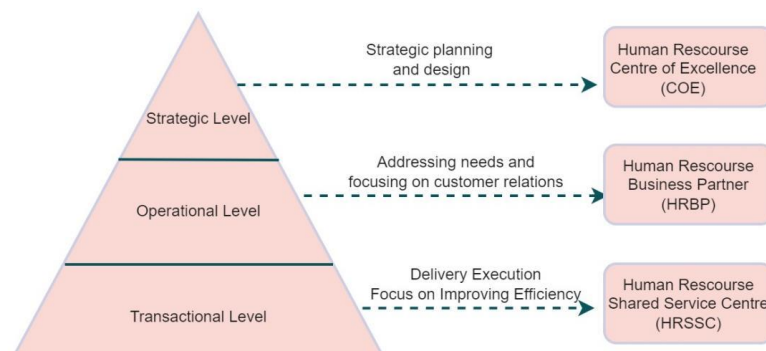 Strategic planning
and design
Human Rescourse
Centre of Excellence
(COE)
Strategic Level
Addressing needs and
focusing on customer relations
Human Rescourse
Business Partner
(HRBP)
Operational Level
Delivery Execution
Focus on Improving Efficiency
Human Rescourse
Shared Service Centre
(HRSSC)
Transactional Level